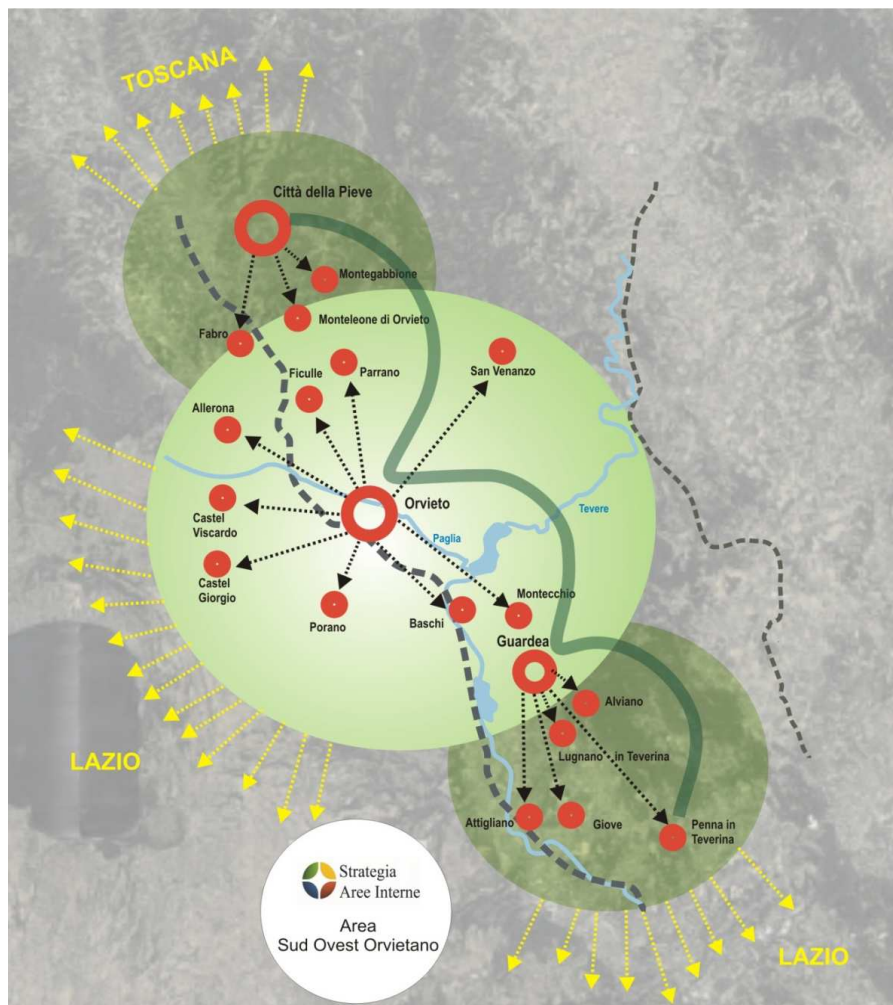 TOSCANA
Città della Pieve
Montegabbione
Monteleone di Orvieto
Fabro
Parrano
San Venanzo
Ficulle
Allerona
Orvieto
Castel
Viscardo
Tevere
Paglia
Castel
Giorgio
Montecchio
Porano
Baschi
Guardea
Alviano
LAZIO
Lugnano in Teverina
Attigliano
Giove
Penna in
Teverina
Strategia
Aree Interne
Area
Sud Ovest Orvietano
LAZIO